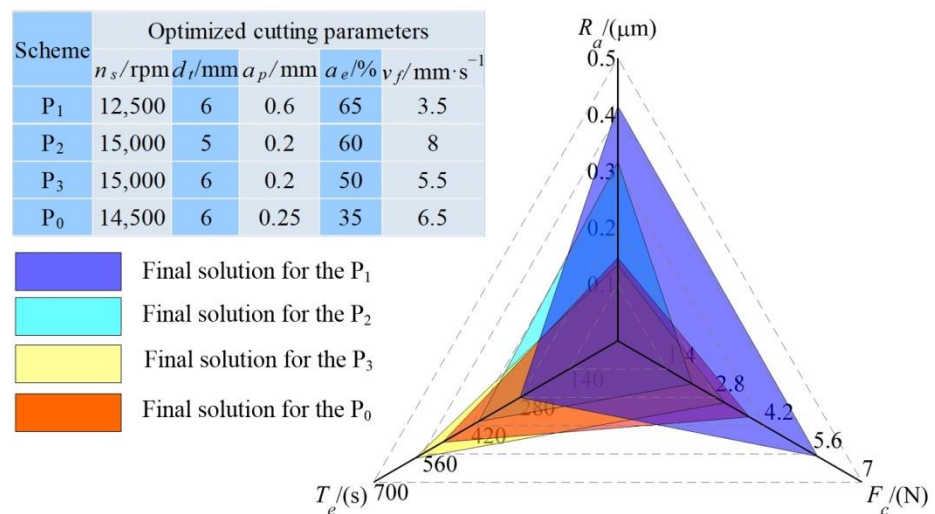 Scheme Optimized cutting parameters
n_s/rpm d_t/mm a_p/mm a_e/% v_f/mm·s⁻¹
P₁ 12,500 6 0.6 65 3.5
P₂ 15,000 5 0.2 60 8
P₃ 15,000 6 0.2 50 5.5
P₀ 14,500 6 0.25 35 6.5
Final solution for the P₁
Final solution for the P₂
Final solution for the P₃
Final solution for the P₀
R_a/(μm)
0.5
0.4
0.3
0.2
0.1
1.4
2.8
4.2
5.6
7
F_c/(N)
140
280
420
560
700
T_e/(s)